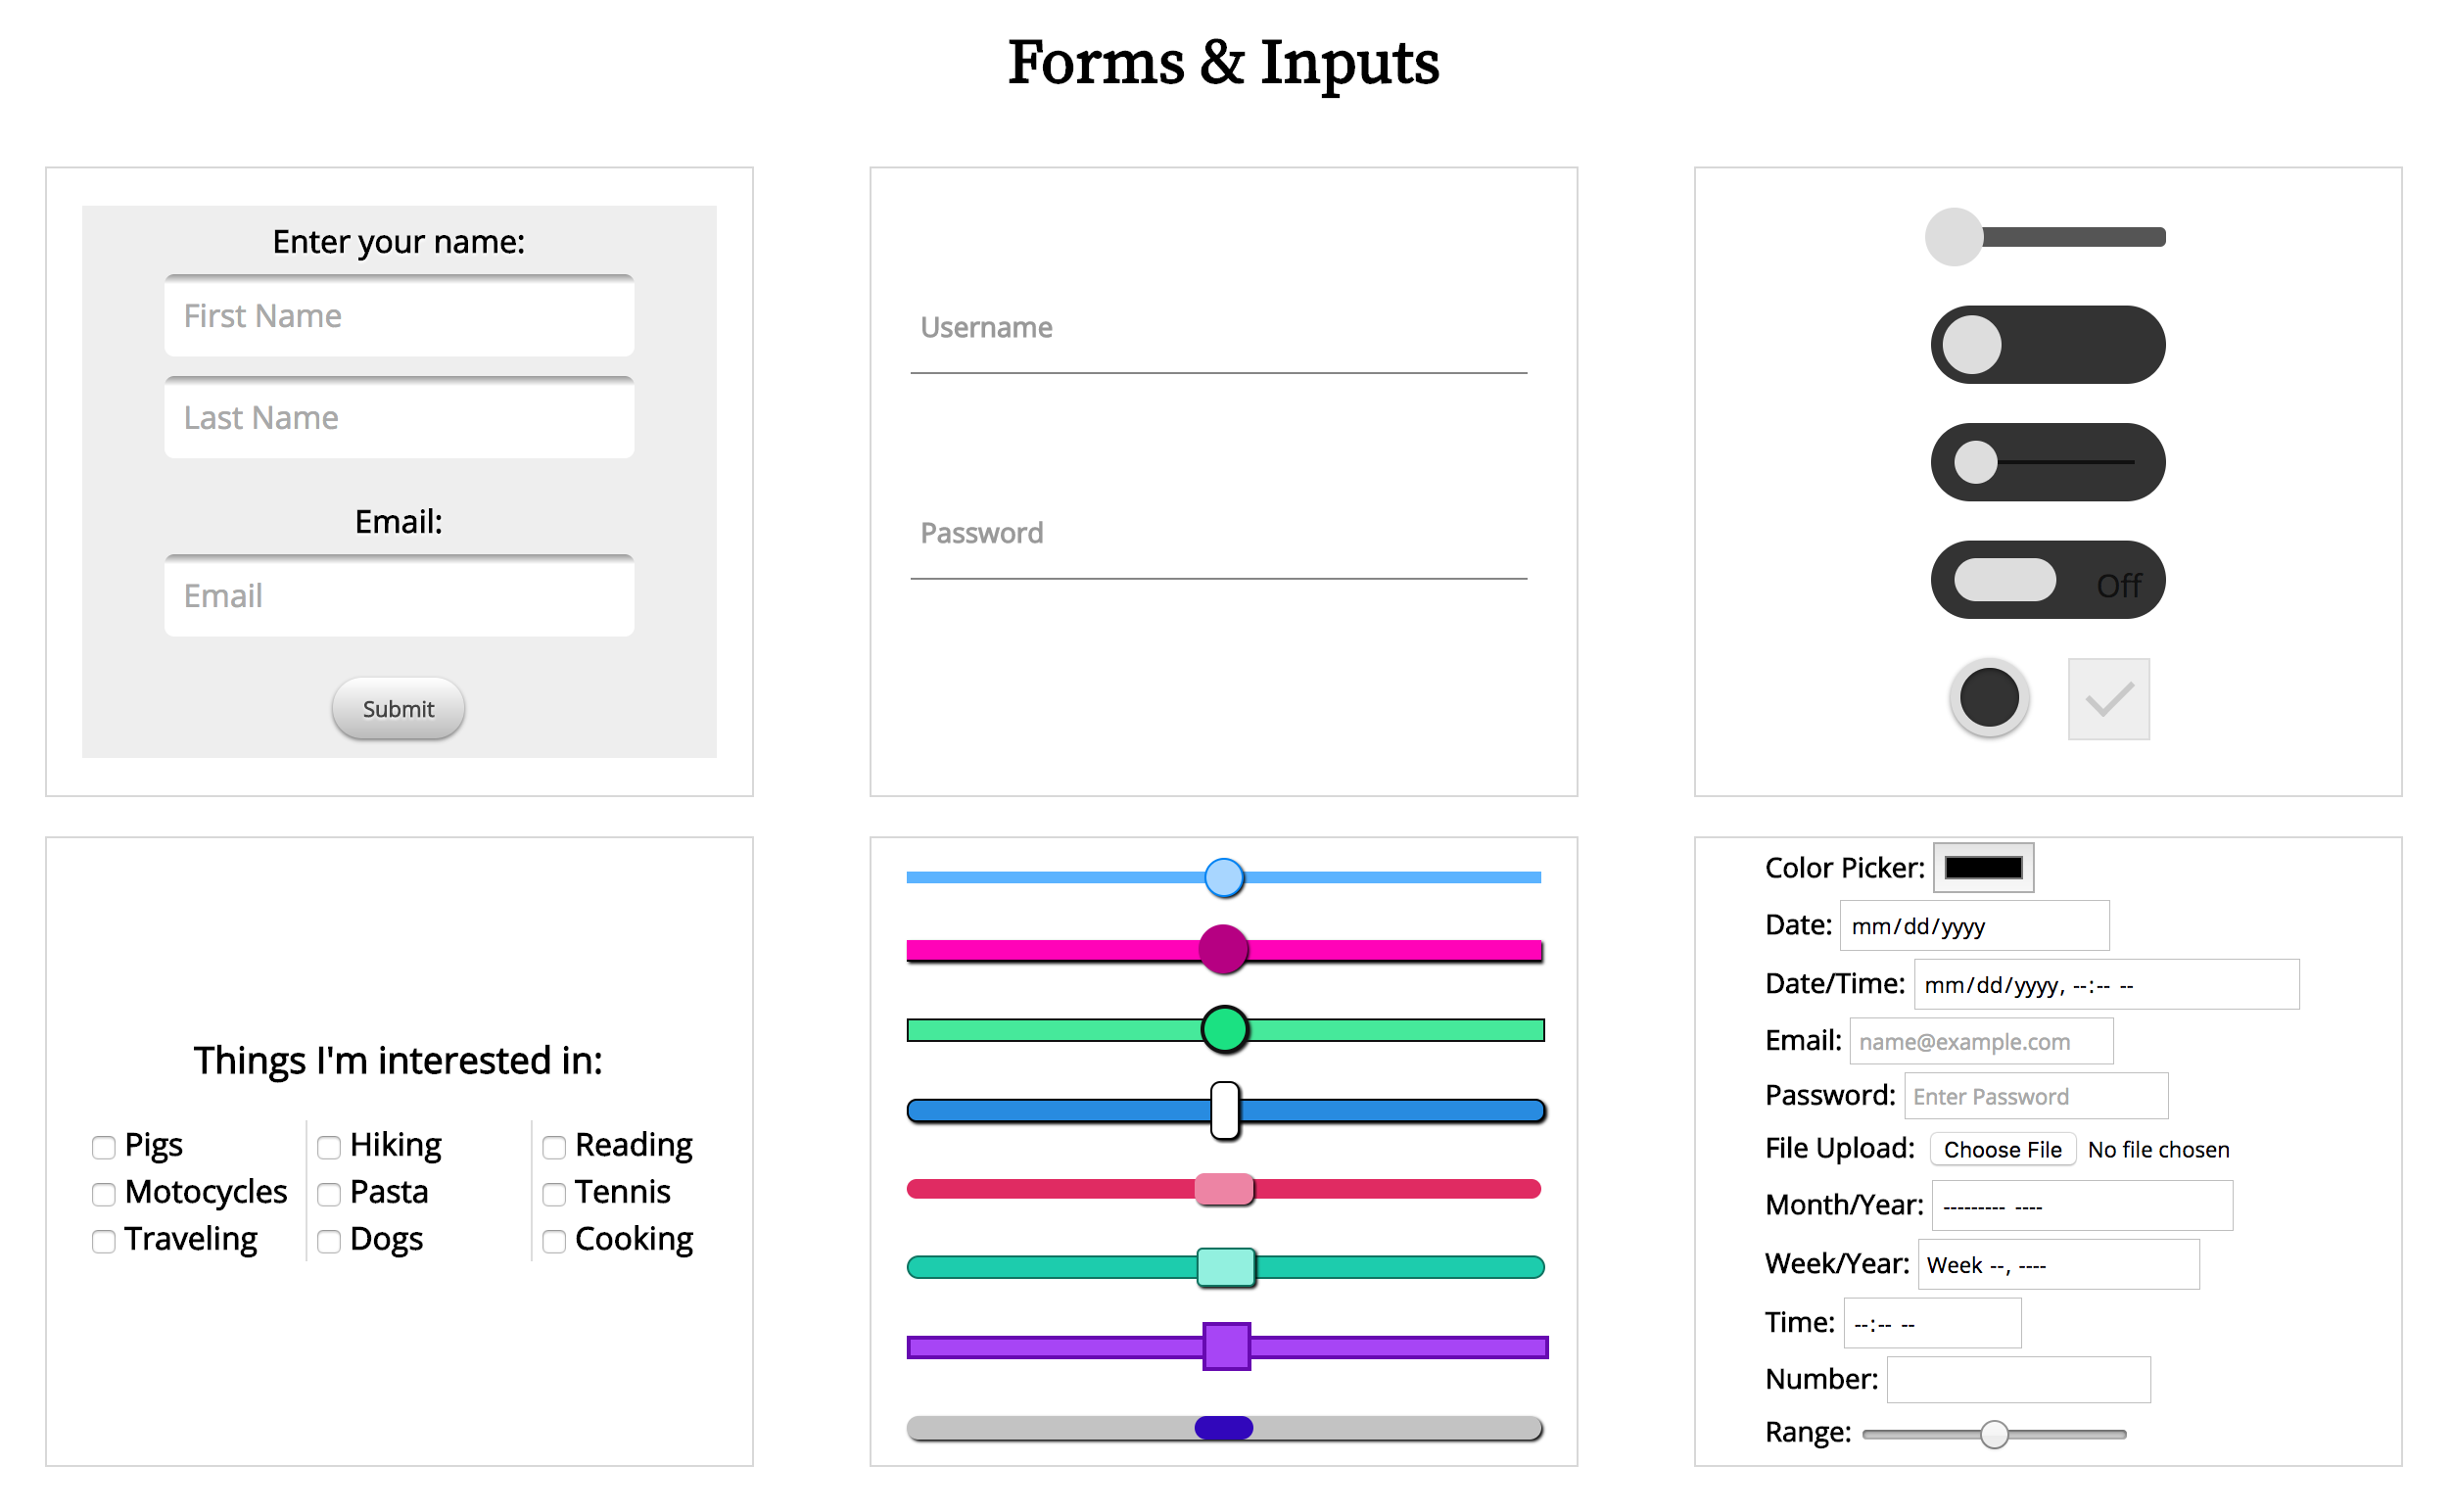 Forms & Inputs
Enter your name:
First Name
Last Name
Email:
Email
Submit
Username
Password
Off
Things I'm interested in:
Pigs
Motocycles
Traveling
Hiking
Pasta
Dogs
Reading
Tennis
Cooking
Color Picker:
Date: mm/dd/yyyy
Date/Time: mm/dd/yyyy, --:-- --
Email: name@example.com
Password: Enter Password
File Upload: Choose File No file chosen
Month/Year: --------- ----
Week/Year: Week --, ----
Time: --:-- --
Number:
Range: